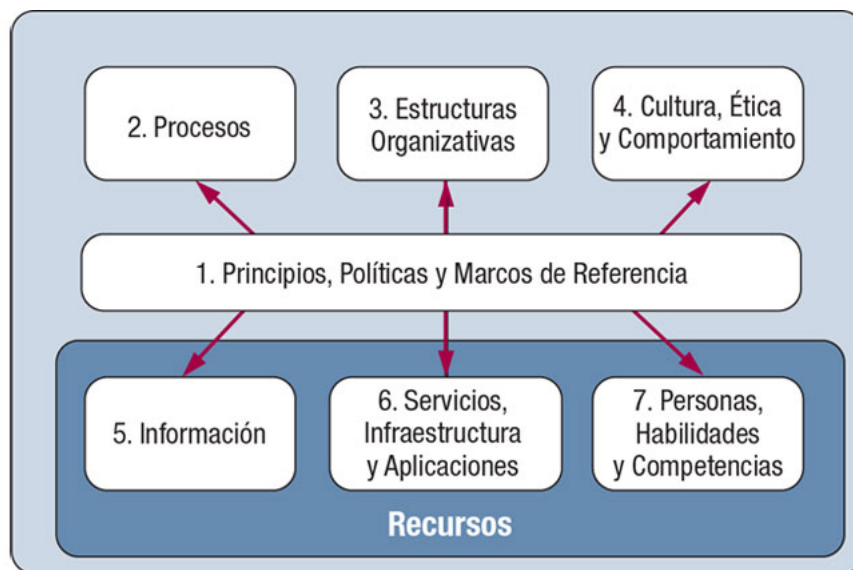 2. Procesos
3. Estructuras
Organizativas
4. Cultura, Ética
y Comportamiento
1. Principios, Políticas y Marcos de Referencia
5. Información
6. Servicios,
Infraestructura
y Aplicaciones
7. Personas,
Habilidades
y Competencias
Recursos